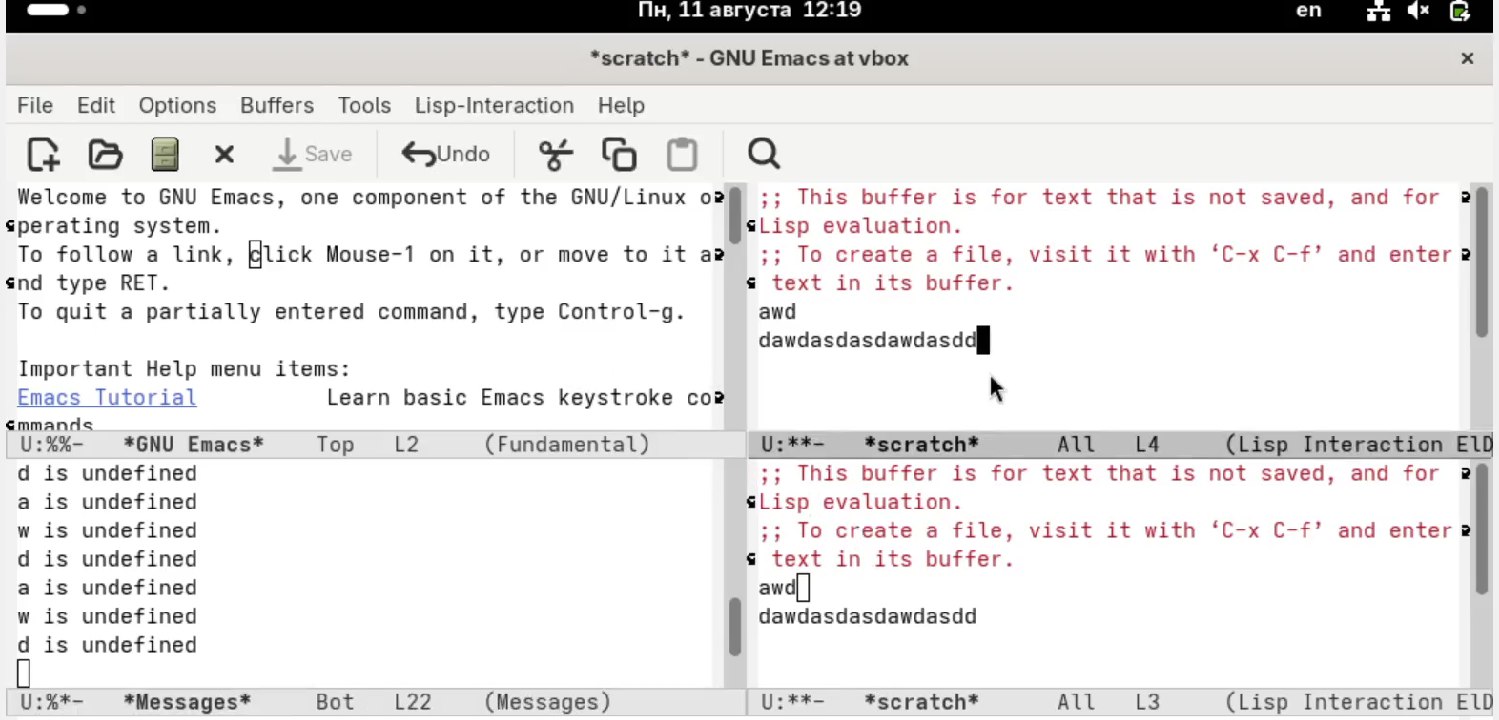 Пн, 11 августа 12:19
en
*scratch* - GNU Emacs at vbox
File Edit Options Buffers Tools Lisp-Interaction Help
Save Undo
Welcome to GNU Emacs, one component of the GNU/Linux o
perating system.
To follow a link, click Mouse-1 on it, or move to it a
nd type RET.
To quit a partially entered command, type Control-g.
Important Help menu items:
Emacs Tutorial Learn basic Emacs keystroke co
mmands
U:%%- *GNU Emacs* Top L2 (Fundamental)
;; This buffer is for text that is not saved, and for
Lisp evaluation.
;; To create a file, visit it with ‘C-x C-f’ and enter
text in its buffer.
awd
dawdasdasdawdasdd
U:**- *scratch* All L4 (Lisp Interaction ElD
d is undefined
a is undefined
w is undefined
d is undefined
a is undefined
w is undefined
d is undefined
U:%*- *Messages* Bot L22 (Messages)
;; This buffer is for text that is not saved, and for
Lisp evaluation.
;; To create a file, visit it with ‘C-x C-f’ and enter
text in its buffer.
awd
dawdasdasdawdasdd
U:**- *scratch* All L3 (Lisp Interaction ElD